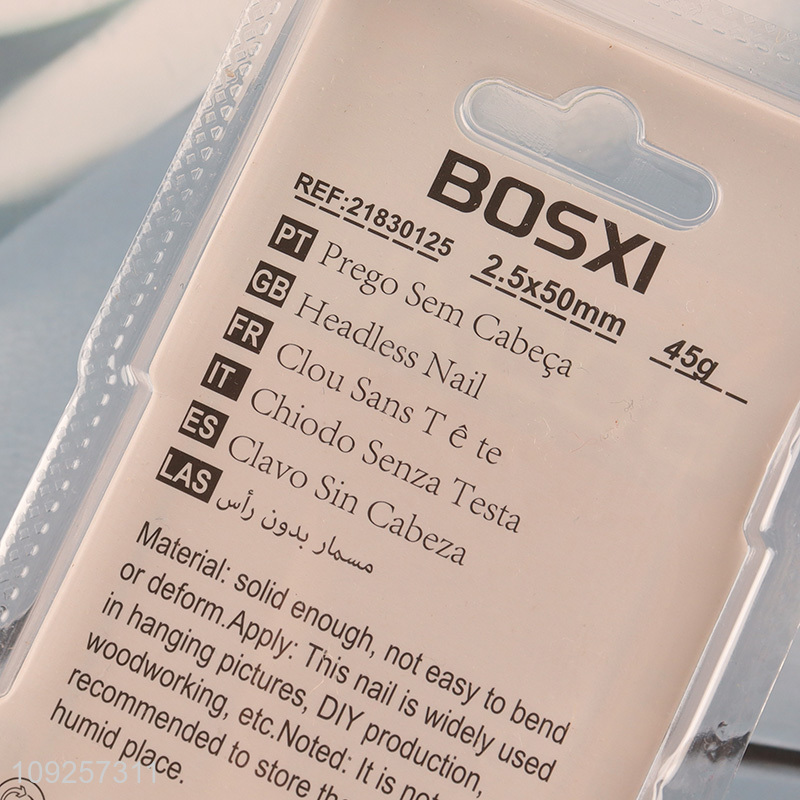 BOSXI
REF:21830125 2.5x50mm 45g
PT Prego Sem Cabeça
GB Headless Nail
FR Clou Sans T ê te
IT Chiodo Senza Testa
ES Clavo Sin Cabeza
LAS مسمار بدون رأس
Material: solid enough, not easy to bend
or deform.Apply: This nail is widely used
in hanging pictures, DIY production,
woodworking, etc.Noted: It is not
recommended to store the
humid place.
109257311